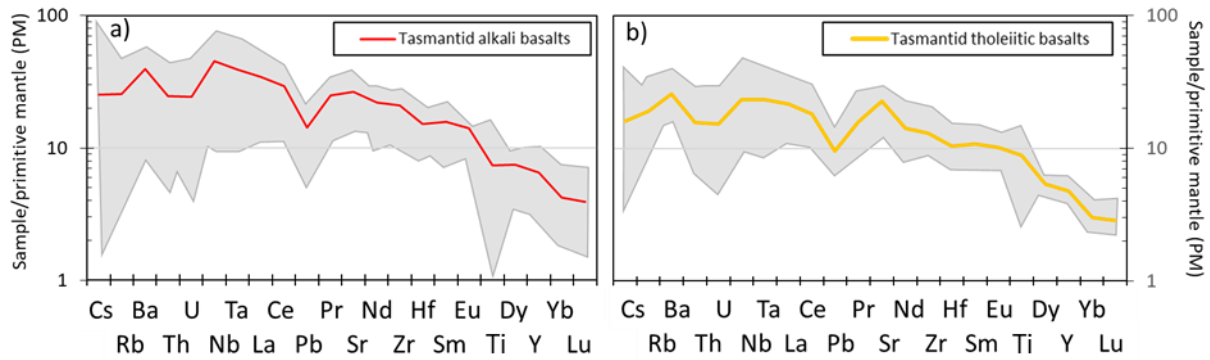 Sample/primitive mantle (PM)
100
10
1
a)
Tasmantid alkali basalts
Cs Ba U Ta Ce Pr Nd Hf Eu Dy Yb
Rb Th Nb La Pb Sr Zr Sm Ti Y Lu
b)
Tasmantid tholeiitic basalts
Cs Ba U Ta Ce Pr Nd Hf Eu Dy Yb
Rb Th Nb La Pb Sr Zr Sm Ti Y Lu
100
10
1
100
10
1
Sample/primitive mantle (PM)